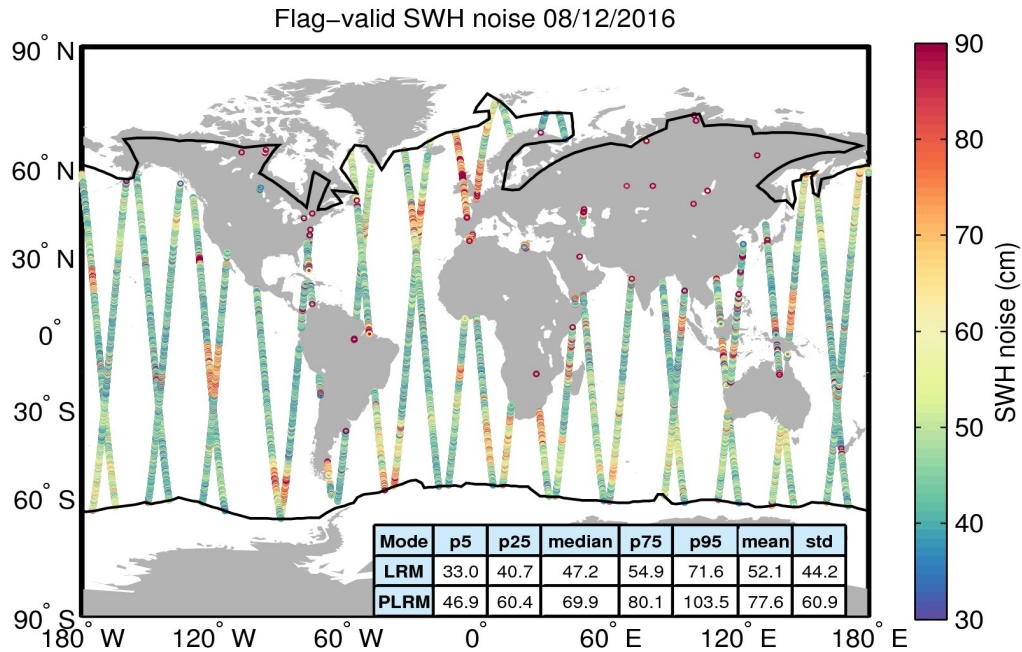 Flag−valid SWH noise 08/12/2016
90° N
60° N
30° N
0°
30° S
60° S
90° S
180° W
120° W
60° W
0°
60° E
120° E
180° E
90
80
70
60
50
40
30
SWH noise (cm)
Mode p5 p25 median p75 p95 mean std
LRM 33.0 40.7 47.2 54.9 71.6 52.1 44.2
PLRM 46.9 60.4 69.9 80.1 103.5 77.6 60.9